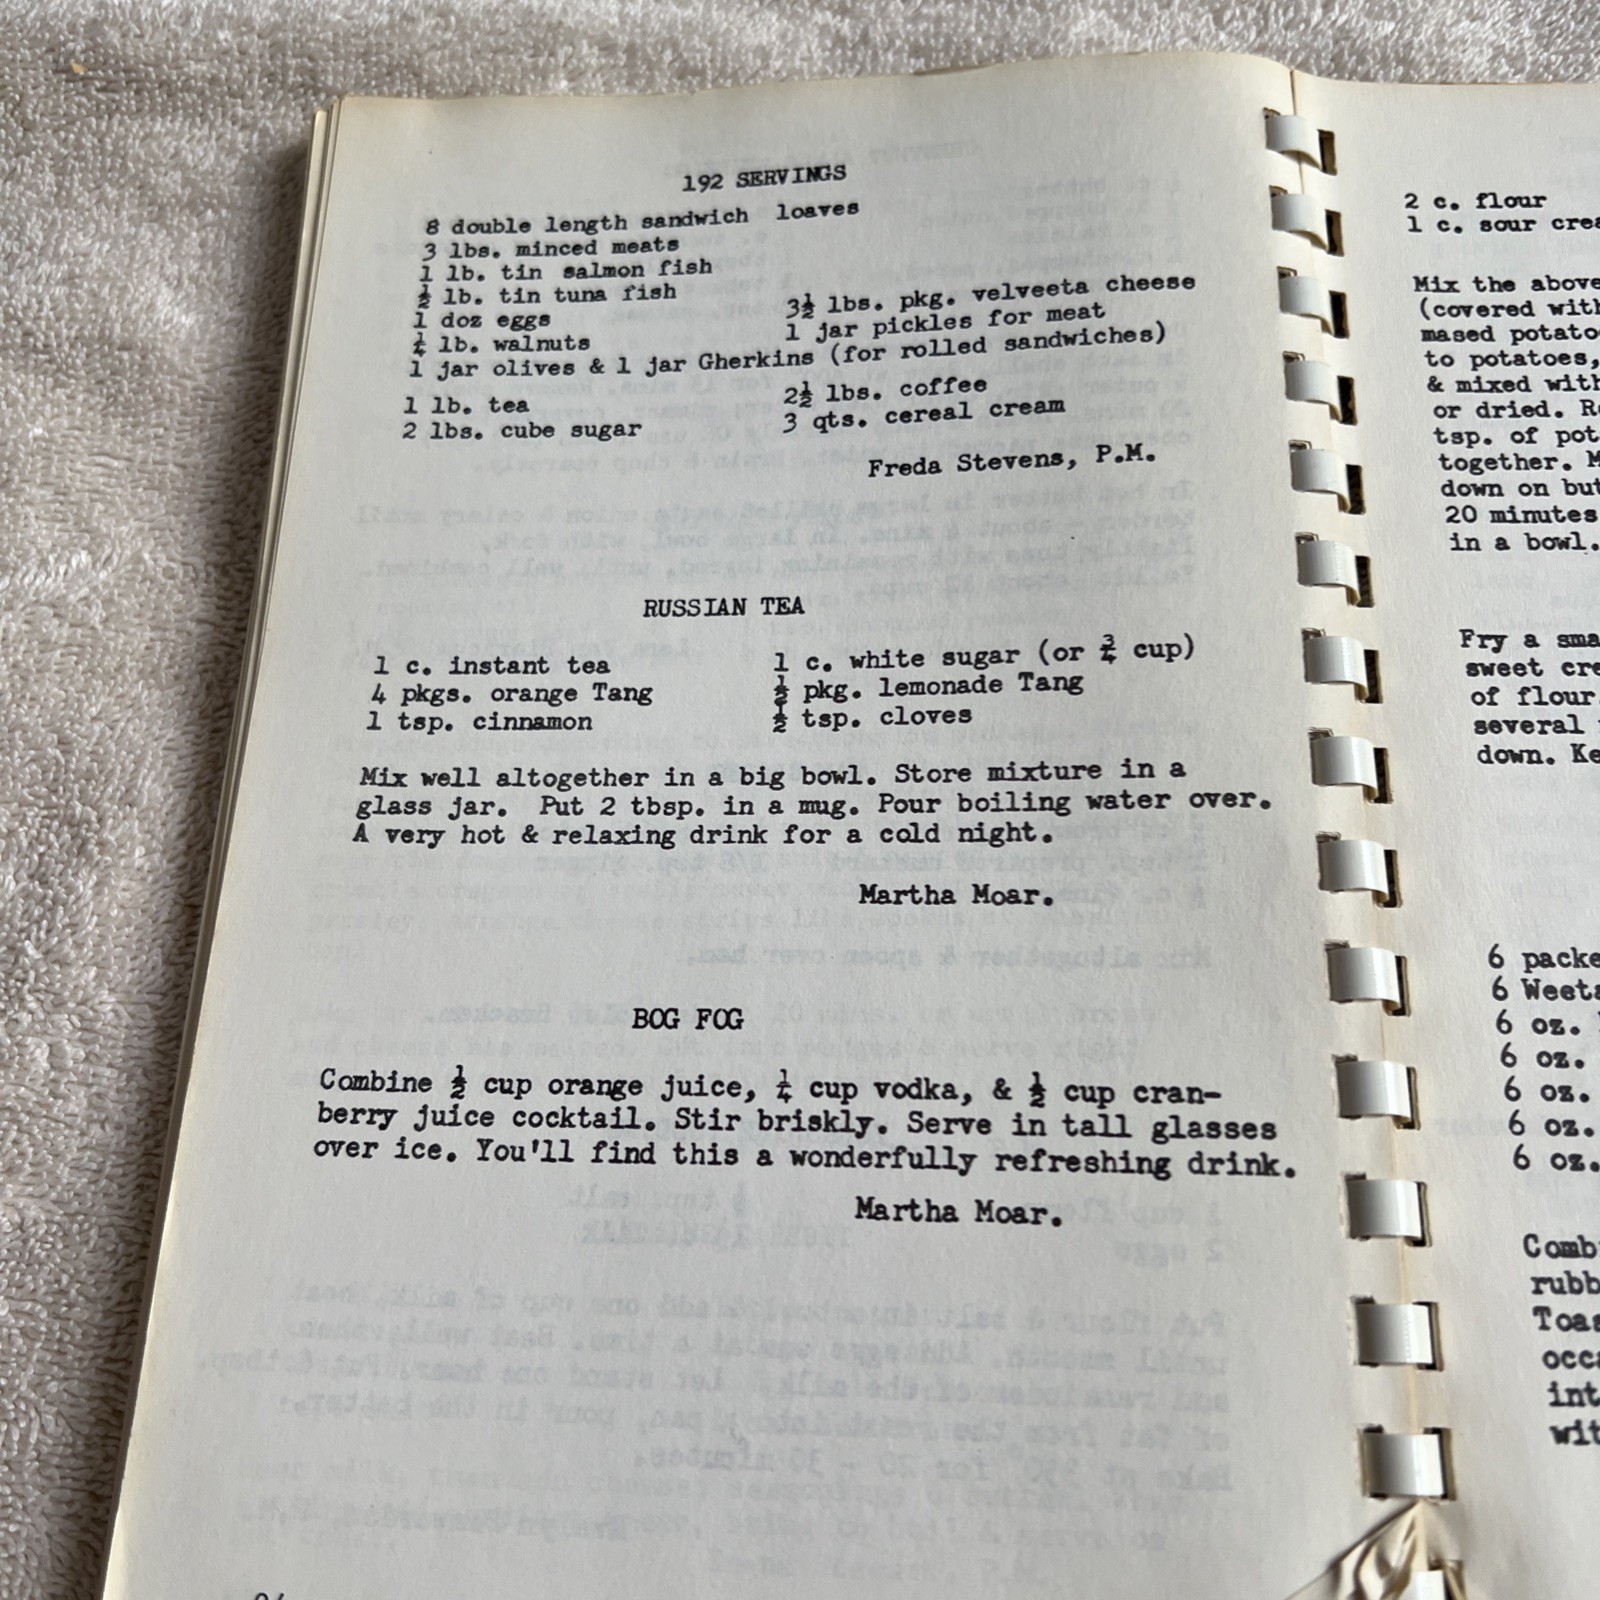 192 SERVINGS
8 double length sandwich loaves
3 lbs. minced meats
1 lb. tin salmon fish
½ lb. tin tuna fish
3½ lbs. pkg. velveeta cheese
1 doz eggs
1 jar pickles for meat
¼ lb. walnuts
1 jar olives & 1 jar Gherkins (for rolled sandwiches)
1 lb. tea
2½ lbs. coffee
2 lbs. cube sugar
3 qts. cereal cream
Freda Stevens, P.M.
RUSSIAN TEA
1 c. instant tea
1 c. white sugar (or ¾ cup)
4 pkgs. orange Tang
½ pkg. lemonade Tang
1 tsp. cinnamon
½ tsp. cloves
Mix well altogether in a big bowl. Store mixture in a
glass jar. Put 2 tbsp. in a mug. Pour boiling water over.
A very hot & relaxing drink for a cold night.
Martha Moar.
BOG FOG
Combine ½ cup orange juice, ¼ cup vodka, & ½ cup cran-
berry juice cocktail. Stir briskly. Serve in tall glasses
over ice. You'll find this a wonderfully refreshing drink.
Martha Moar.
2 c. flour
1 c. sour crea
Mix the above
(covered with
mased potato
to potatoes,
& mixed with
or dried. R
tsp. of pot
together. M
down on but
20 minutes
in a bowl.
Fry a sma
sweet cre
of flour.
several
down. Ke
6 packe
6 Weeta
6 oz.
6 oz.
6 oz.
6 oz.
6 oz.
Comb
rubb
Toas
occa
int
wit